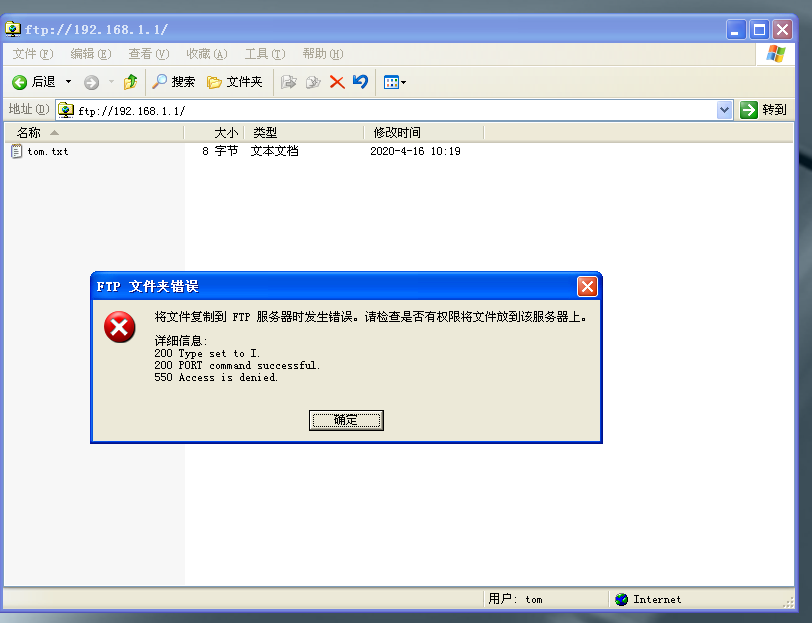 ftp://192.168.1.1/
文件(F) 编辑(E) 查看(V) 收藏(A) 工具(T) 帮助(H)
后退 搜索 文件夹
地址(D) ftp://192.168.1.1/ 转到
名称 大小 类型 修改时间
tom.txt 8 字节 文本文档 2020-4-16 10:19
FTP 文件夹错误
将文件复制到 FTP 服务器时发生错误。请检查是否有权限将文件放到该服务器上。
详细信息:
200 Type set to I.
200 PORT command successful.
550 Access is denied.
确定
用户: tom Internet